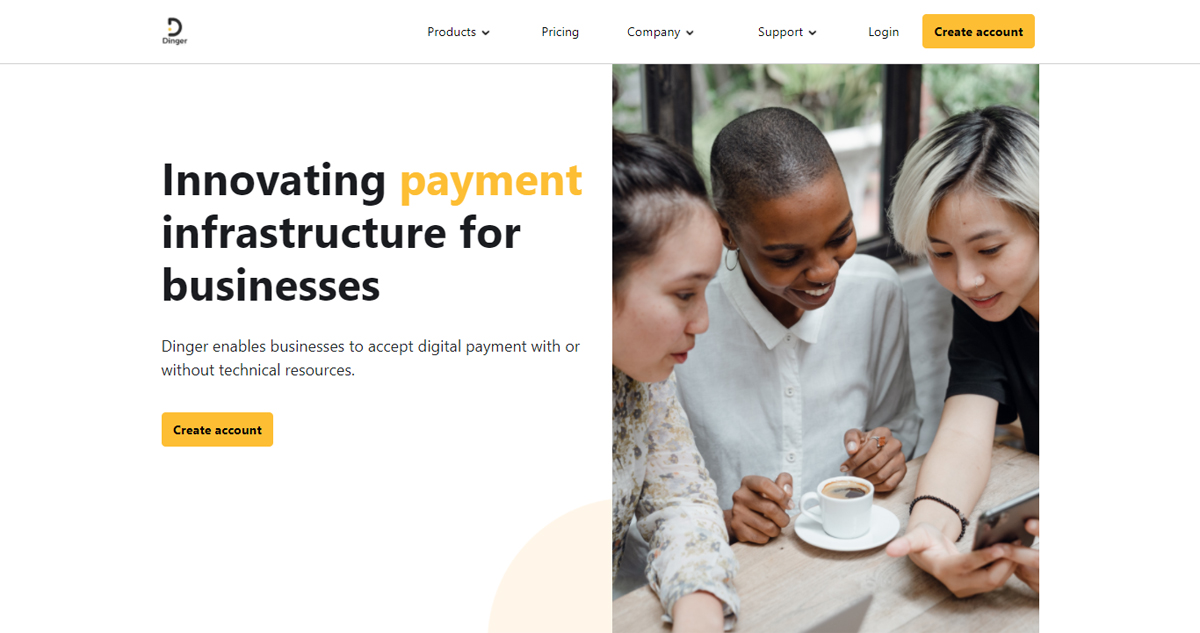 Dinger
Products
Pricing
Company
Support
Login
Create account
Innovating payment
infrastructure for
businesses
Dinger enables businesses to accept digital payment with or
without technical resources.
Create account